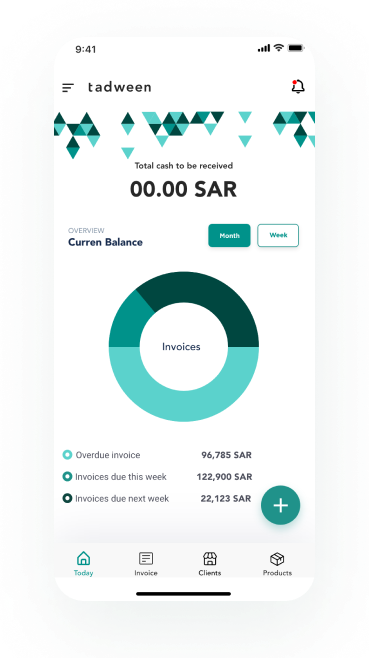 9:41
tadween
Total cash to be received
00.00 SAR
OVERVIEW
Curren Balance
Month
Week
Invoices
Overdue invoice 96,785 SAR
Invoices due this week 122,900 SAR
Invoices due next week 22,123 SAR
Today Invoice Clients Products